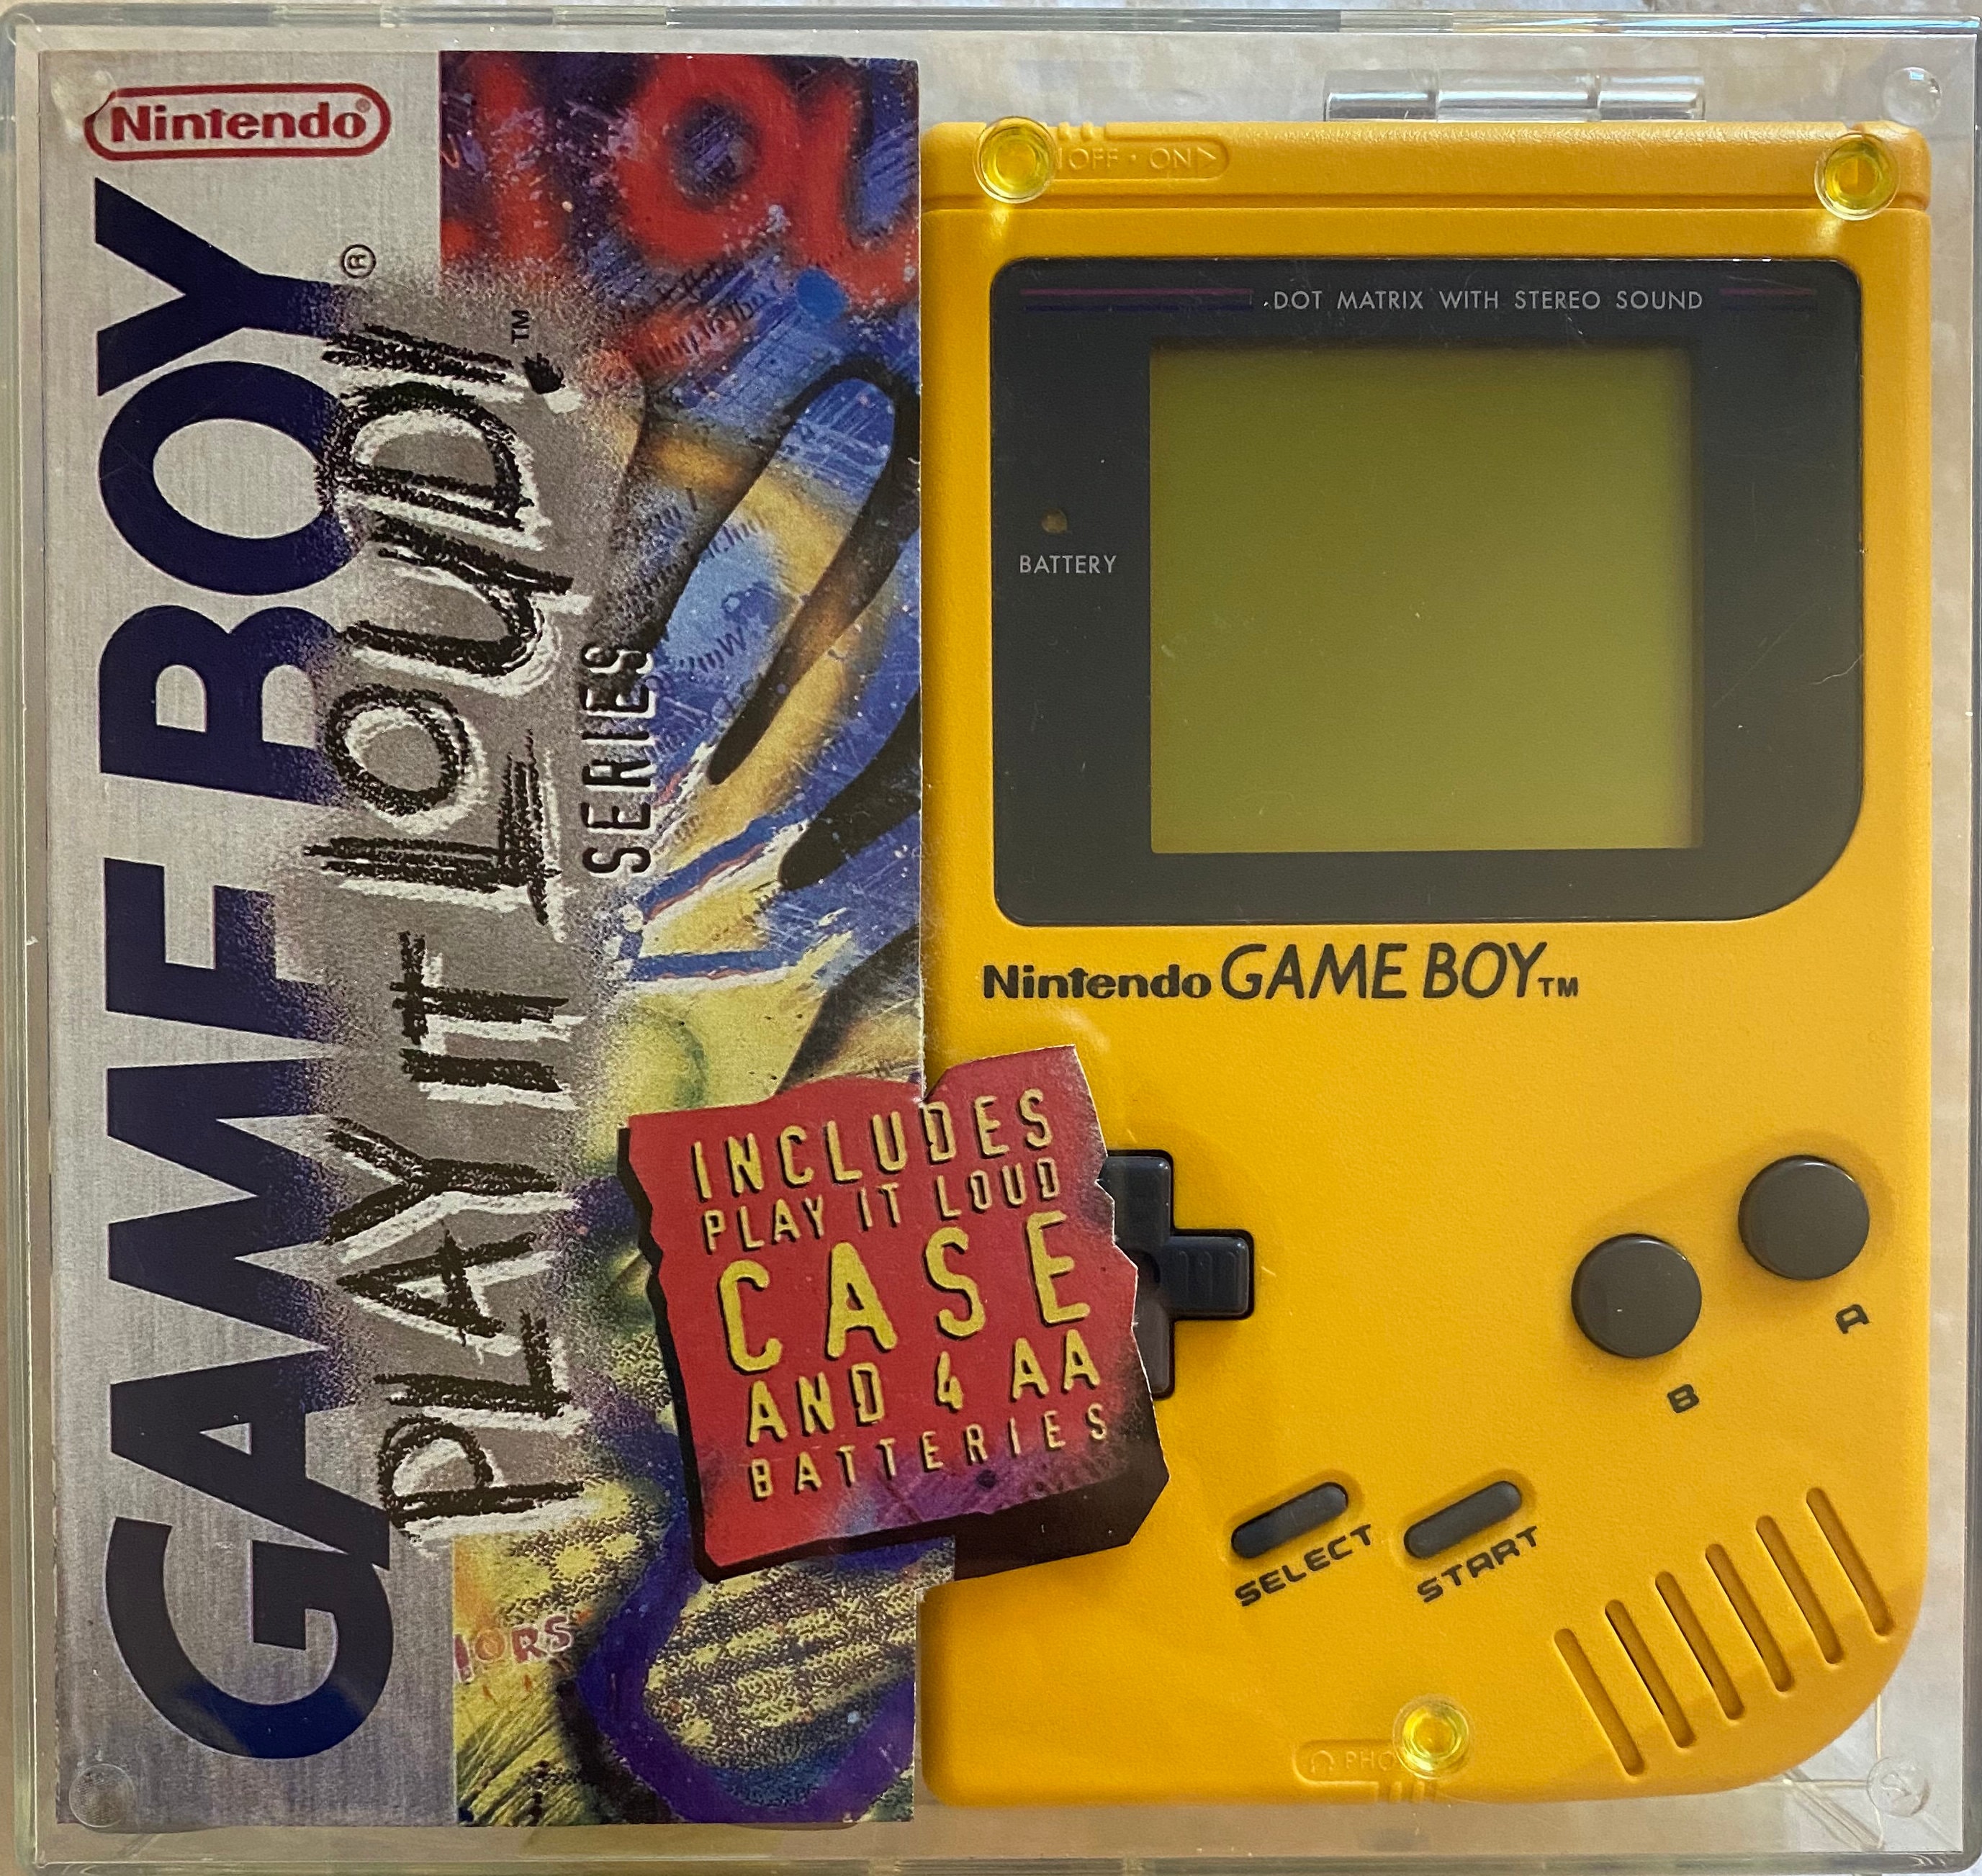 Nintendo®
GAME BOY®
PLAY IT LOUD!™
SERIES
INCLUDES
PLAY IT LOUD
CASE
AND 4 AA
BATTERIES
OFF • ON
DOT MATRIX WITH STEREO SOUND
BATTERY
Nintendo GAME BOY™
A
B
SELECT
START